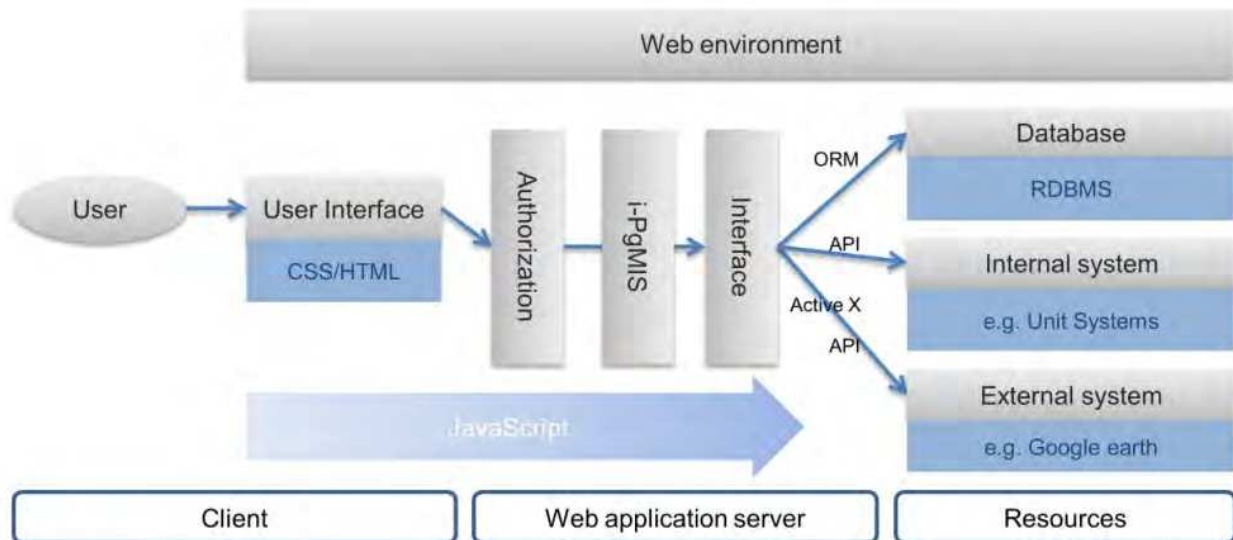 Web environment
User
User Interface
CSS/HTML
Authorization
i-PgMIS
Interface
ORM
API
Active X
API
Database
RDBMS
Internal system
e.g. Unit Systems
External system
e.g. Google earth
JavaScript
Client
Web application server
Resources